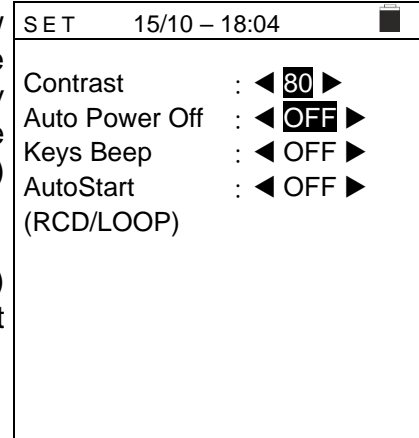 SET 15/10 – 18:04
Contrast : ◀ 80 ▶
Auto Power Off : ◀ OFF ▶
Keys Beep : ◀ OFF ▶
AutoStart : ◀ OFF ▶
(RCD/LOOP)